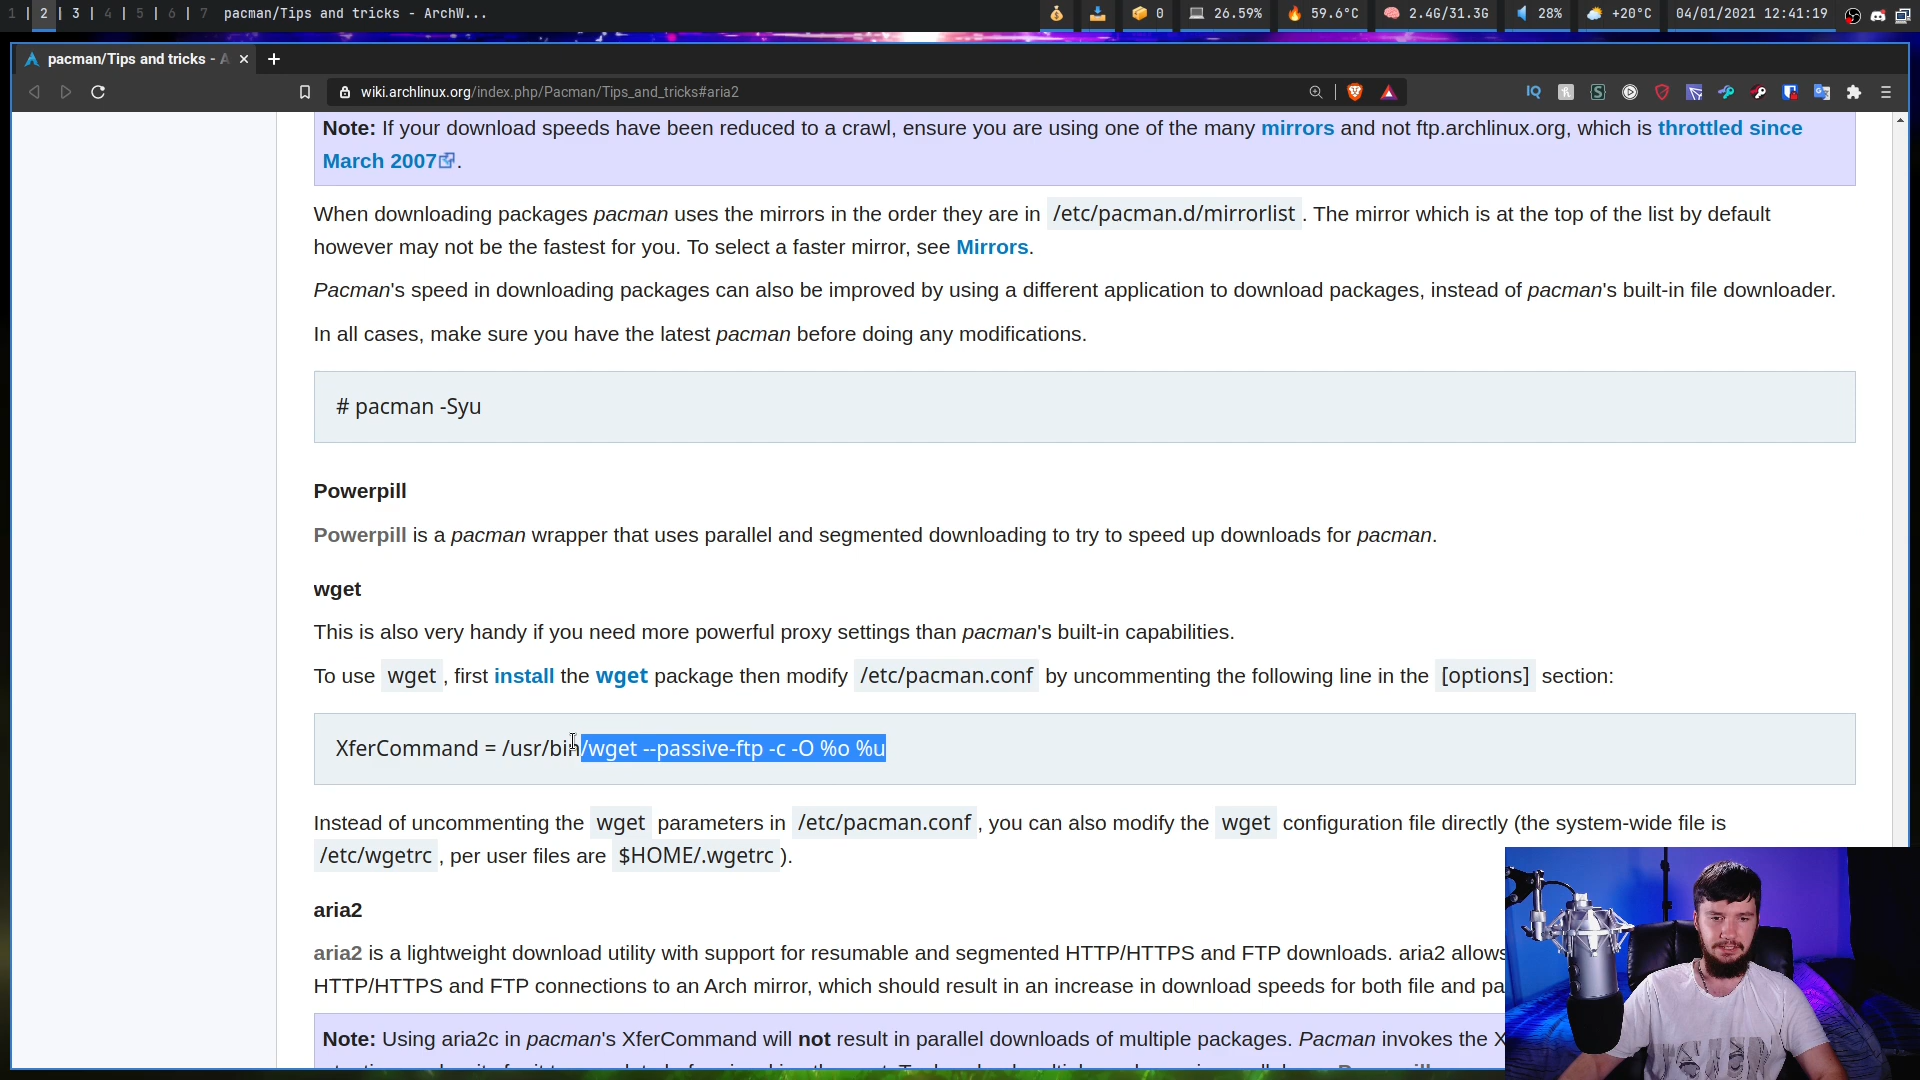 1 | 2 | 3 | 4 | 5 | 6 | 7 pacman/Tips and tricks - ArchW... 0 26.59% 59.6°C 2.4G/31.3G 28% +20°C 04/01/2021 12:41:19
pacman/Tips and tricks - A
wiki.archlinux.org/index.php/Pacman/Tips_and_tricks#aria2
Note: If your download speeds have been reduced to a crawl, ensure you are using one of the many mirrors and not ftp.archlinux.org, which is throttled since
March 2007.
When downloading packages pacman uses the mirrors in the order they are in /etc/pacman.d/mirrorlist . The mirror which is at the top of the list by default
however may not be the fastest for you. To select a faster mirror, see Mirrors.
Pacman's speed in downloading packages can also be improved by using a different application to download packages, instead of pacman's built-in file downloader.
In all cases, make sure you have the latest pacman before doing any modifications.
# pacman -Syu
Powerpill
Powerpill is a pacman wrapper that uses parallel and segmented downloading to try to speed up downloads for pacman.
wget
This is also very handy if you need more powerful proxy settings than pacman's built-in capabilities.
To use wget , first install the wget package then modify /etc/pacman.conf by uncommenting the following line in the [options] section:
XferCommand = /usr/bin/wget --passive-ftp -c -O %o %u
Instead of uncommenting the wget parameters in /etc/pacman.conf , you can also modify the wget configuration file directly (the system-wide file is
/etc/wgetrc , per user files are $HOME/.wgetrc ).
aria2
aria2 is a lightweight download utility with support for resumable and segmented HTTP/HTTPS and FTP downloads. aria2 allows
HTTP/HTTPS and FTP connections to an Arch mirror, which should result in an increase in download speeds for both file and pa
Note: Using aria2c in pacman's XferCommand will not result in parallel downloads of multiple packages. Pacman invokes the X